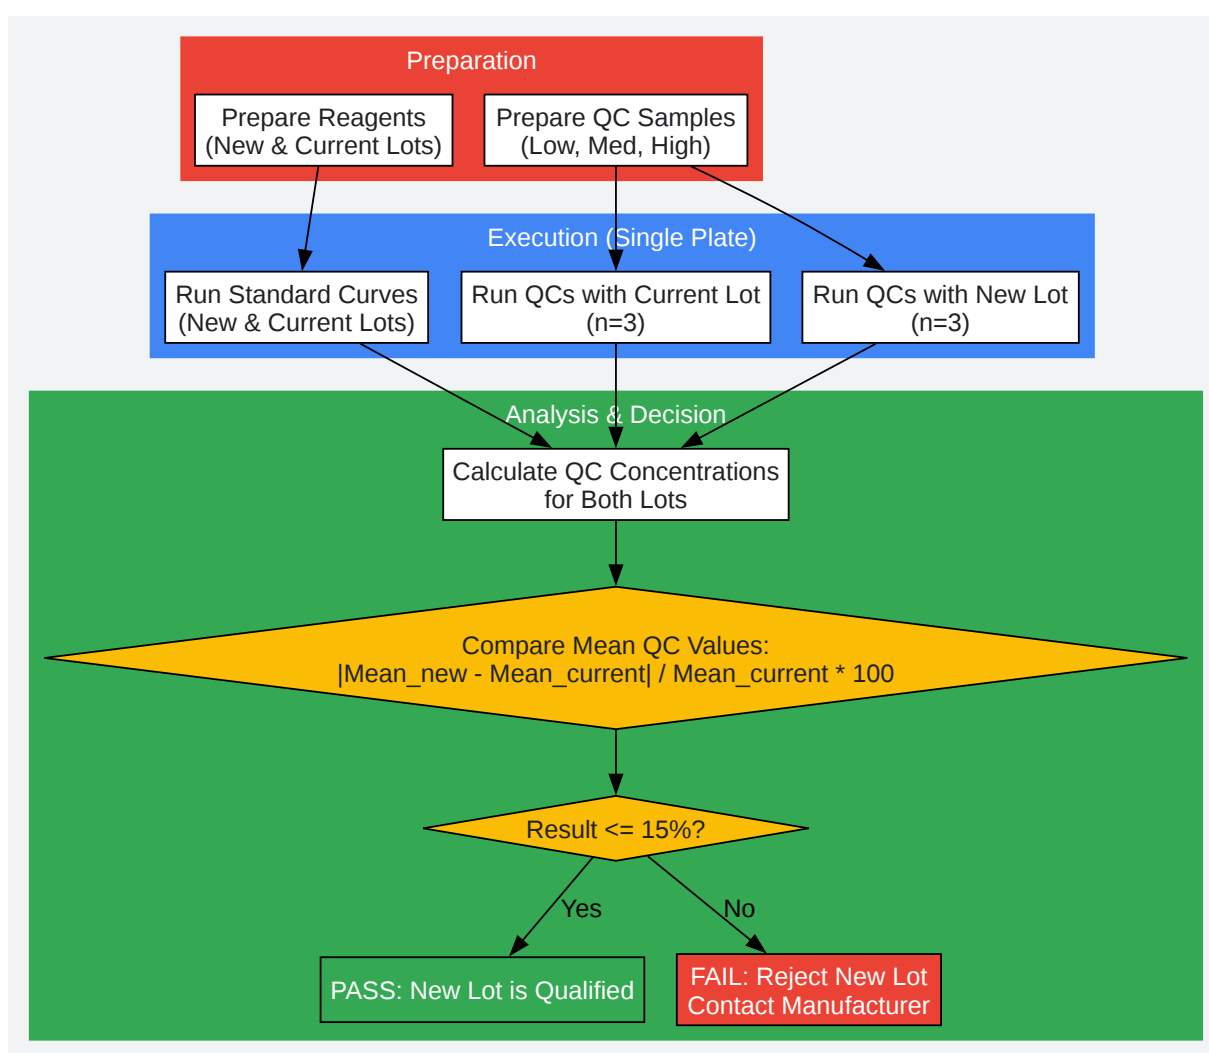 Preparation
Prepare Reagents
(New & Current Lots)
Prepare QC Samples
(Low, Med, High)
Execution (Single Plate)
Run Standard Curves
(New & Current Lots)
Run QCs with Current Lot
(n=3)
Run QCs with New Lot
(n=3)
Analysis & Decision
Calculate QC Concentrations
for Both Lots
Compare Mean QC Values:
|Mean_new - Mean_current| / Mean_current * 100
Result <= 15%?
Yes
No
PASS: New Lot is Qualified
FAIL: Reject New Lot
Contact Manufacturer